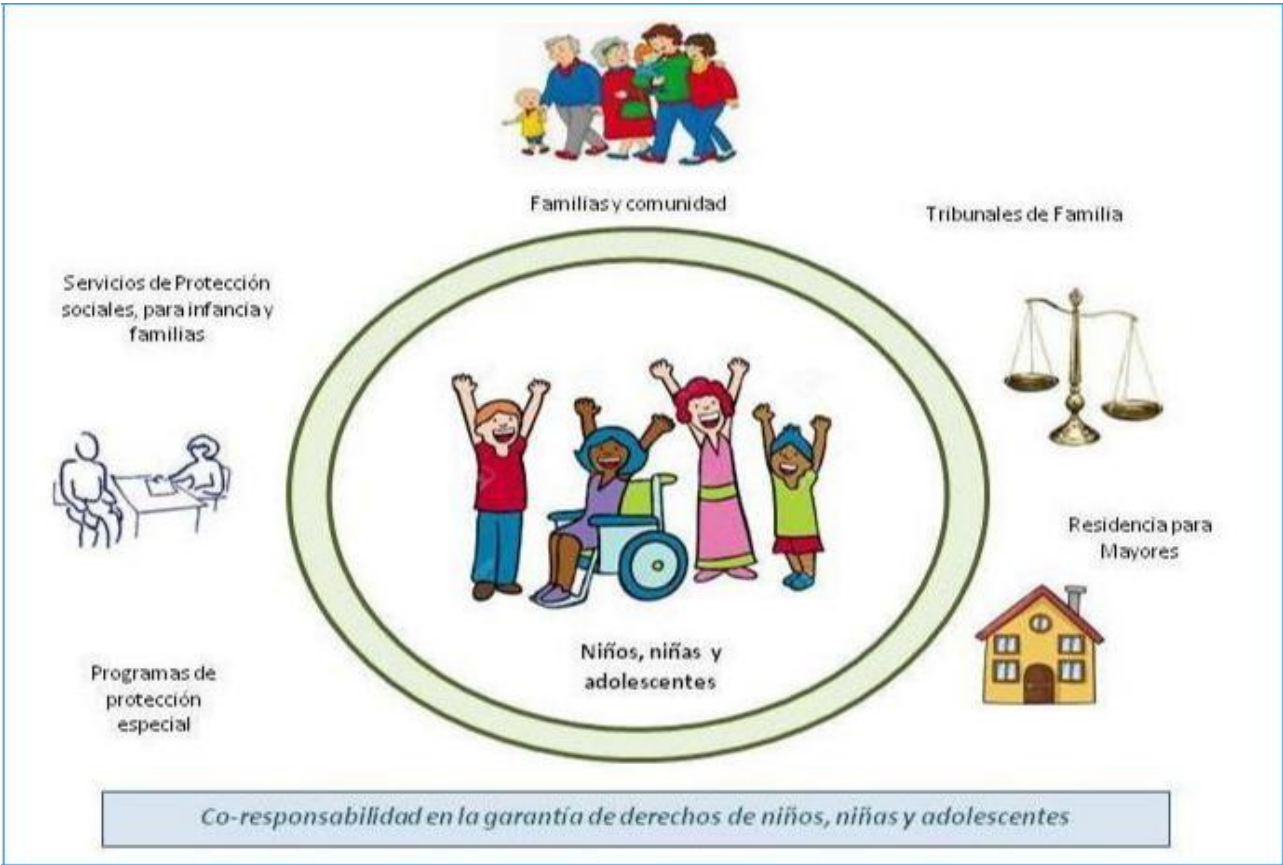 Familias y comunidad
Tribunales de Familia
Servicios de Protección
sociales, para infancia y
familias
Residencia para
Mayores
Niños, niñas y
adolescentes
Programas de
protección
especial
Co-responsabilidad en la garantía de derechos de niños, niñas y adolescentes